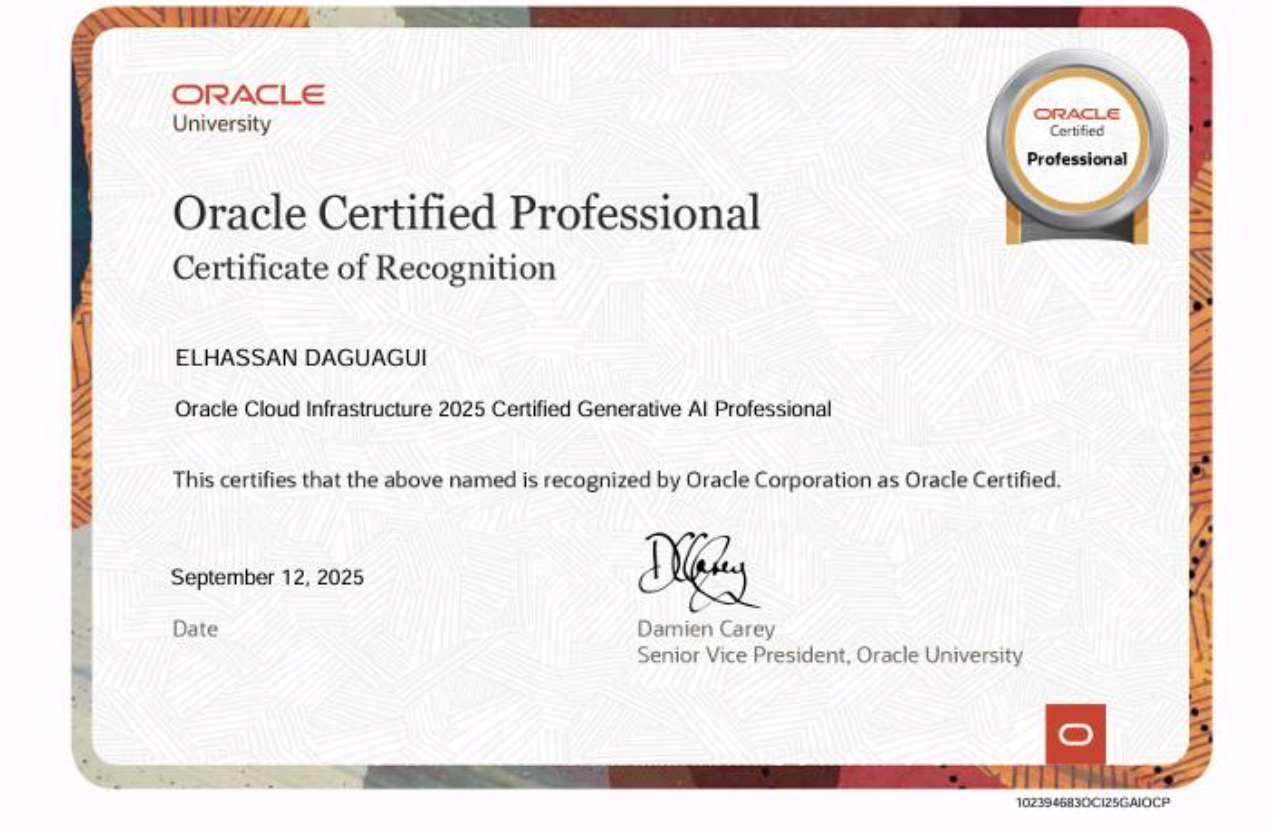 ORACLE
University
ORACLE
Certified
Professional
Oracle Certified Professional
Certificate of Recognition
ELHASSAN DAGUAGUI
Oracle Cloud Infrastructure 2025 Certified Generative AI Professional
This certifies that the above named is recognized by Oracle Corporation as Oracle Certified.
DCCarey
September 12, 2025
Date
Damien Carey
Senior Vice President, Oracle University
102394683OCI25GAIOCP